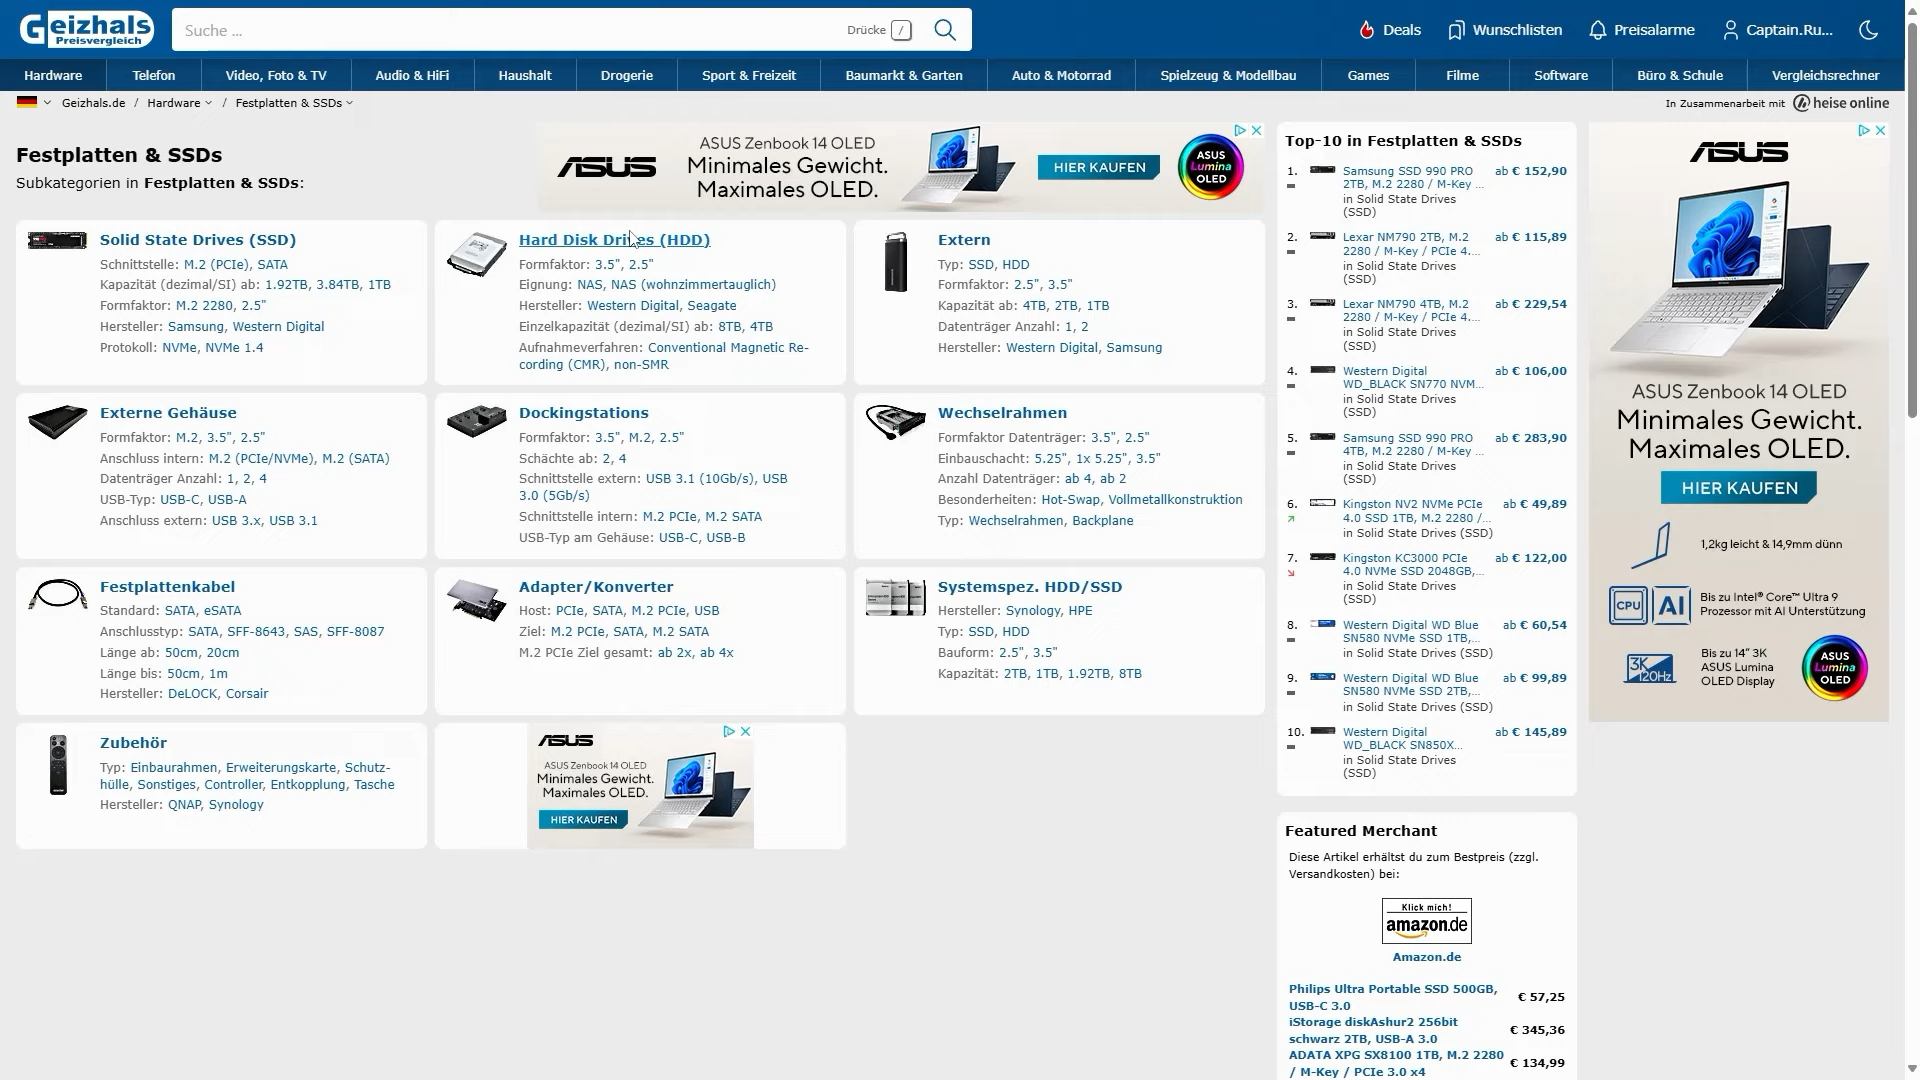 Geizhals
Preisvergleich
Suche ...
Drücke /
Deals
Wunschlisten
Preisalarme
Captain.Ru...
Hardware
Telefon
Video, Foto & TV
Audio & HiFi
Haushalt
Drogerie
Sport & Freizeit
Baumarkt & Garten
Auto & Motorrad
Spielzeug & Modellbau
Games
Filme
Software
Büro & Schule
Vergleichsrechner
Geizhals.de / Hardware / Festplatten & SSDs
In Zusammenarbeit mit heise online
Festplatten & SSDs
Subkategorien in Festplatten & SSDs:
ASUS
ASUS Zenbook 14 OLED
Minimales Gewicht.
Maximales OLED.
HIER KAUFEN
ASUS
Lumina
OLED
Solid State Drives (SSD)
Schnittstelle: M.2 (PCIe), SATA
Kapazität (dezimal/SI) ab: 1.92TB, 3.84TB, 1TB
Formfaktor: M.2 2280, 2.5"
Hersteller: Samsung, Western Digital
Protokoll: NVMe, NVMe 1.4
Hard Disk Drives (HDD)
Formfaktor: 3.5", 2.5"
Eignung: NAS, NAS (wohnzimmertauglich)
Hersteller: Western Digital, Seagate
Einzelkapazität (dezimal/SI) ab: 8TB, 4TB
Aufnahmeverfahren: Conventional Magnetic Re-
cording (CMR), non-SMR
Extern
Typ: SSD, HDD
Formfaktor: 2.5", 3.5"
Kapazität ab: 4TB, 2TB, 1TB
Datenträger Anzahl: 1, 2
Hersteller: Western Digital, Samsung
Externe Gehäuse
Formfaktor: M.2, 3.5", 2.5"
Anschluss intern: M.2 (PCIe/NVMe), M.2 (SATA)
Datenträger Anzahl: 1, 2, 4
USB-Typ: USB-C, USB-A
Anschluss extern: USB 3.x, USB 3.1
Dockingstations
Formfaktor: 3.5", M.2, 2.5"
Schächte ab: 2, 4
Schnittstelle extern: USB 3.1 (10Gb/s), USB
3.0 (5Gb/s)
Schnittstelle intern: M.2 PCIe, M.2 SATA
USB-Typ am Gehäuse: USB-C, USB-B
Wechselrahmen
Formfaktor Datenträger: 3.5", 2.5"
Einbauschacht: 5.25", 1x 5.25", 3.5"
Anzahl Datenträger: ab 4, ab 2
Besonderheiten: Hot-Swap, Vollmetallkonstruktion
Typ: Wechselrahmen, Backplane
Festplattenkabel
Standard: SATA, eSATA
Anschlusstyp: SATA, SFF-8643, SAS, SFF-8087
Länge ab: 50cm, 20cm
Länge bis: 50cm, 1m
Hersteller: DeLOCK, Corsair
Adapter/Konverter
Host: PCIe, SATA, M.2 PCIe, USB
Ziel: M.2 PCIe, SATA, M.2 SATA
M.2 PCIe Ziel gesamt: ab 2x, ab 4x
Systemspez. HDD/SSD
Hersteller: Synology, HPE
Typ: SSD, HDD
Bauform: 2.5", 3.5"
Kapazität: 2TB, 1TB, 1.92TB, 8TB
Zubehör
Typ: Einbaurahmen, Erweiterungskarte, Schutz-
hülle, Sonstiges, Controller, Entkopplung, Tasche
Hersteller: QNAP, Synology
ASUS
ASUS Zenbook 14 OLED
Minimales Gewicht.
Maximales OLED.
HIER KAUFEN
Top-10 in Festplatten & SSDs
1. Samsung SSD 990 PRO ab € 152,90
2TB, M.2 2280 / M-Key ...
in Solid State Drives
(SSD)
2. Lexar NM790 2TB, M.2 ab € 115,89
2280 / M-Key / PCIe 4....
in Solid State Drives
(SSD)
3. Lexar NM790 4TB, M.2 ab € 229,54
2280 / M-Key / PCIe 4....
in Solid State Drives
(SSD)
4. Western Digital ab € 106,00
WD_BLACK SN770 NVM...
in Solid State Drives
(SSD)
5. Samsung SSD 990 PRO ab € 283,90
4TB, M.2 2280 / M-Key ...
in Solid State Drives
(SSD)
6. Kingston NV2 NVMe PCIe ab € 49,89
4.0 SSD 1TB, M.2 2280 /...
in Solid State Drives (SSD)
7. Kingston KC3000 PCIe ab € 122,00
4.0 NVMe SSD 2048GB,...
in Solid State Drives
(SSD)
8. Western Digital WD Blue ab € 60,54
SN580 NVMe SSD 1TB,...
in Solid State Drives (SSD)
9. Western Digital WD Blue ab € 99,89
SN580 NVMe SSD 2TB,...
in Solid State Drives (SSD)
10. Western Digital ab € 145,89
WD_BLACK SN850X...
in Solid State Drives
(SSD)
Featured Merchant
Diese Artikel erhältst du zum Bestpreis (zzgl.
Versandkosten) bei:
Klick mich!
amazon.de
Amazon.de
Philips Ultra Portable SSD 500GB, € 57,25
USB-C 3.0
iStorage diskAshur2 256bit € 345,36
schwarz 2TB, USB-A 3.0
ADATA XPG SX8100 1TB, M.2 2280 € 134,99
/ M-Key / PCIe 3.0 x4
ASUS
ASUS Zenbook 14 OLED
Minimales Gewicht.
Maximales OLED.
HIER KAUFEN
1,2kg leicht & 14,9mm dünn
CPU AI
Bis zu Intel® Core™ Ultra 9
Prozessor mit AI Unterstützung
3K
120Hz
Bis zu 14" 3K
ASUS Lumina
OLED Display
ASUS
Lumina
OLED